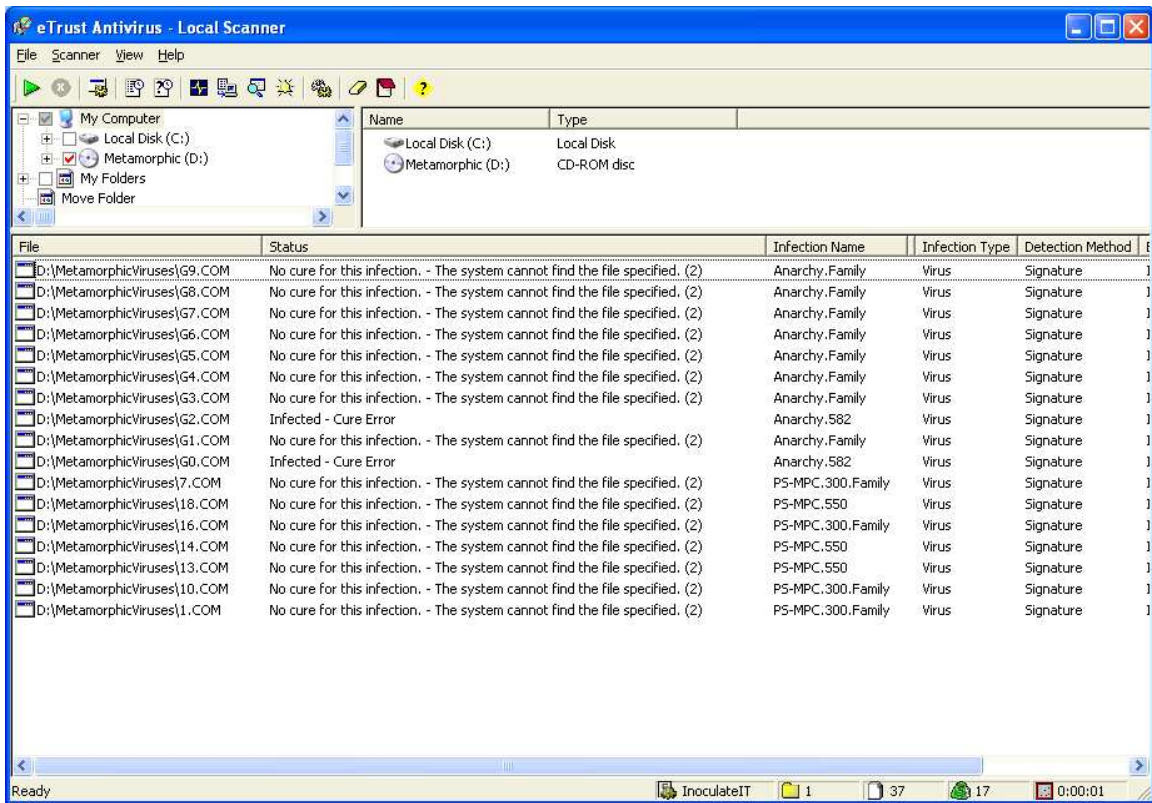 eTrust Antivirus - Local Scanner
File Scanner View Help
My Computer
Local Disk (C:)
Metamorphic (D:)
My Folders
Move Folder
Name Type
Local Disk (C:) Local Disk
Metamorphic (D:) CD-ROM disc
File Status Infection Name Infection Type Detection Method
D:\MetamorphicViruses\G9.COM No cure for this infection. - The system cannot find the file specified. (2) Anarchy.Family Virus Signature
D:\MetamorphicViruses\G8.COM No cure for this infection. - The system cannot find the file specified. (2) Anarchy.Family Virus Signature
D:\MetamorphicViruses\G7.COM No cure for this infection. - The system cannot find the file specified. (2) Anarchy.Family Virus Signature
D:\MetamorphicViruses\G6.COM No cure for this infection. - The system cannot find the file specified. (2) Anarchy.Family Virus Signature
D:\MetamorphicViruses\G5.COM No cure for this infection. - The system cannot find the file specified. (2) Anarchy.Family Virus Signature
D:\MetamorphicViruses\G4.COM No cure for this infection. - The system cannot find the file specified. (2) Anarchy.Family Virus Signature
D:\MetamorphicViruses\G3.COM No cure for this infection. - The system cannot find the file specified. (2) Anarchy.Family Virus Signature
D:\MetamorphicViruses\G2.COM Infected - Cure Error Anarchy.582 Virus Signature
D:\MetamorphicViruses\G1.COM No cure for this infection. - The system cannot find the file specified. (2) Anarchy.Family Virus Signature
D:\MetamorphicViruses\G0.COM Infected - Cure Error Anarchy.582 Virus Signature
D:\MetamorphicViruses\7.COM No cure for this infection. - The system cannot find the file specified. (2) PS-MPC.300.Family Virus Signature
D:\MetamorphicViruses\18.COM No cure for this infection. - The system cannot find the file specified. (2) PS-MPC.550 Virus Signature
D:\MetamorphicViruses\16.COM No cure for this infection. - The system cannot find the file specified. (2) PS-MPC.300.Family Virus Signature
D:\MetamorphicViruses\14.COM No cure for this infection. - The system cannot find the file specified. (2) PS-MPC.550 Virus Signature
D:\MetamorphicViruses\13.COM No cure for this infection. - The system cannot find the file specified. (2) PS-MPC.550 Virus Signature
D:\MetamorphicViruses\10.COM No cure for this infection. - The system cannot find the file specified. (2) PS-MPC.300.Family Virus Signature
D:\MetamorphicViruses\1.COM No cure for this infection. - The system cannot find the file specified. (2) PS-MPC.300.Family Virus Signature
Ready InoculateIT 1 37 17 0:00:01